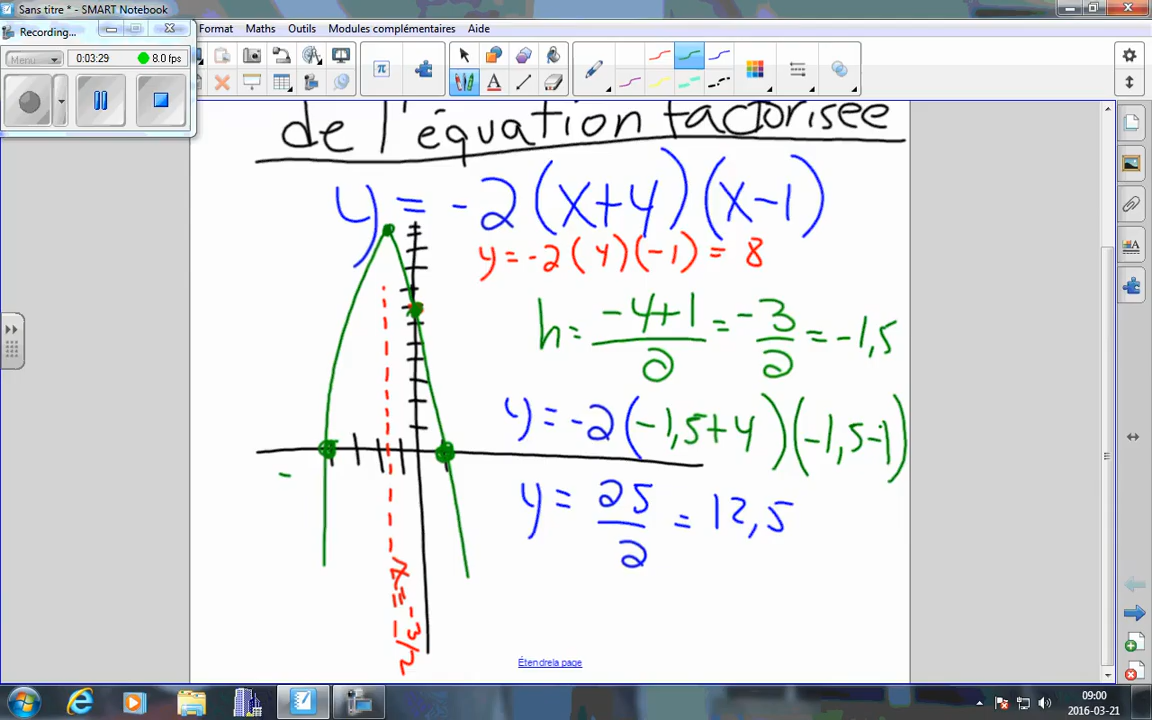 Sans titre * - SMART Notebook
Recording...
Menu
03:29
8.0 fps
Format Maths Outils Modules complémentaires Aide
de l'équation factorisée
y = -2(x+4)(x-1)
y = -2(4)(-1) = 8
h = -4+1/2 = -3/2 = -1,5
y = -2(-1,5+4)(-1,5-1)
y = 25/2 = 12,5
x = -3/2
Étendre la page
09:00
2016-03-21